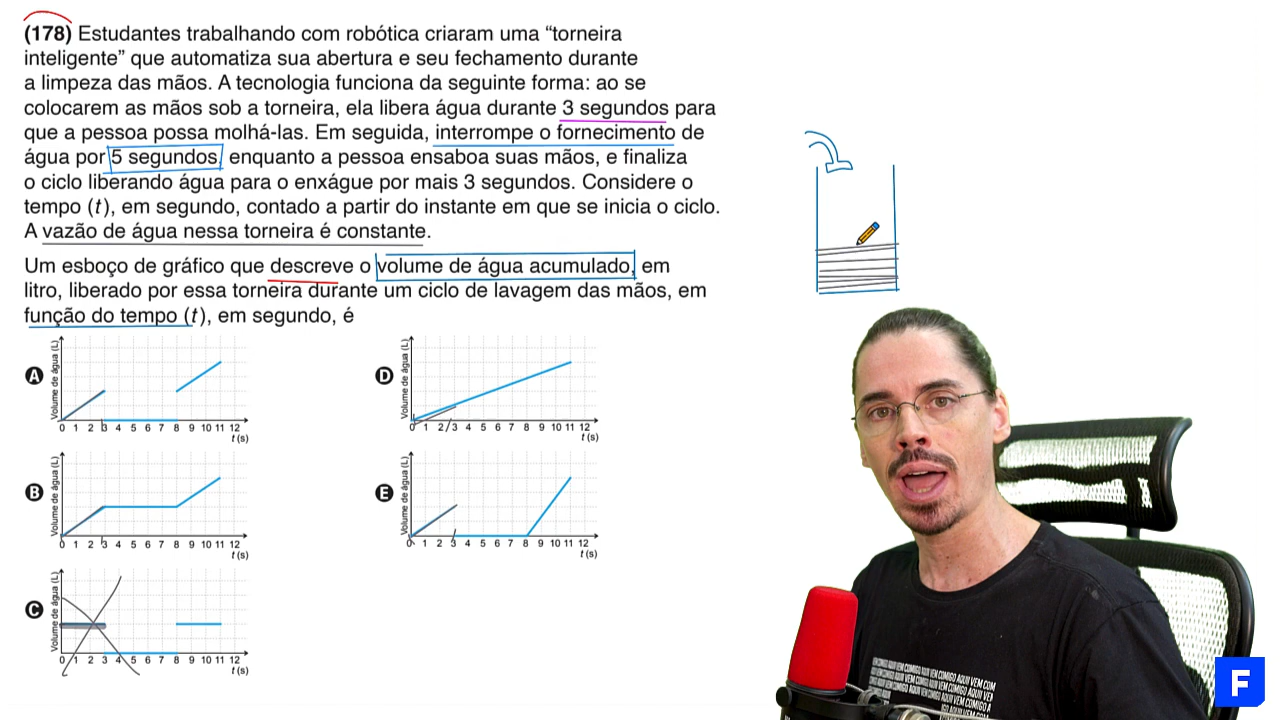 (178) Estudantes trabalhando com robótica criaram uma “torneira
inteligente” que automatiza sua abertura e seu fechamento durante
a limpeza das mãos. A tecnologia funciona da seguinte forma: ao se
colocarem as mãos sob a torneira, ela libera água durante 3 segundos para
que a pessoa possa molhá-las. Em seguida, interrompe o fornecimento de
água por 5 segundos, enquanto a pessoa ensaboa suas mãos, e finaliza
o ciclo liberando água para o enxágue por mais 3 segundos. Considere o
tempo (t), em segundo, contado a partir do instante em que se inicia o ciclo.
A vazão de água nessa torneira é constante.
Um esboço de gráfico que descreve o volume de água acumulado, em
litro, liberado por essa torneira durante um ciclo de lavagem das mãos, em
função do tempo (t), em segundo, é
A
Volume de água (L)
0 1 2 3 4 5 6 7 8 9 10 11 12
t (s)
B
Volume de água (L)
0 1 2 3 4 5 6 7 8 9 10 11 12
t (s)
C
Volume de água (L)
0 1 2 3 4 5 6 7 8 9 10 11 12
t (s)
D
Volume de água (L)
0 1 2 3 4 5 6 7 8 9 10 11 12
t (s)
E
Volume de água (L)
0 1 2 3 4 5 6 7 8 9 10 11 12
t (s)
VEM COMIGO AQUI VEM COMIGO AQUI VEM COM
F